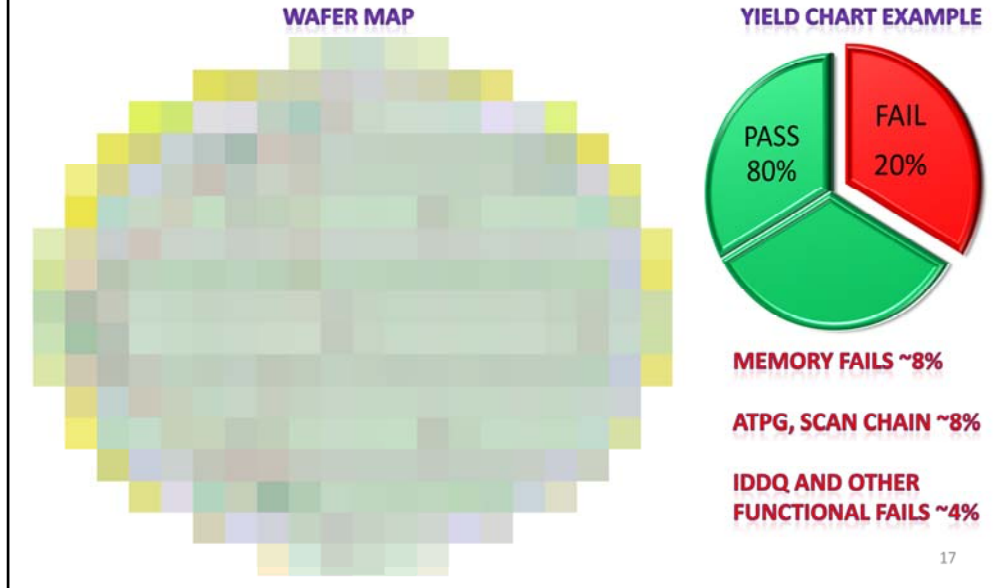 WAFER MAP
YIELD CHART EXAMPLE
PASS
80%
FAIL
20%
MEMORY FAILS ~8%
ATPG, SCAN CHAIN ~8%
IDDQ AND OTHER
FUNCTIONAL FAILS ~4%
17